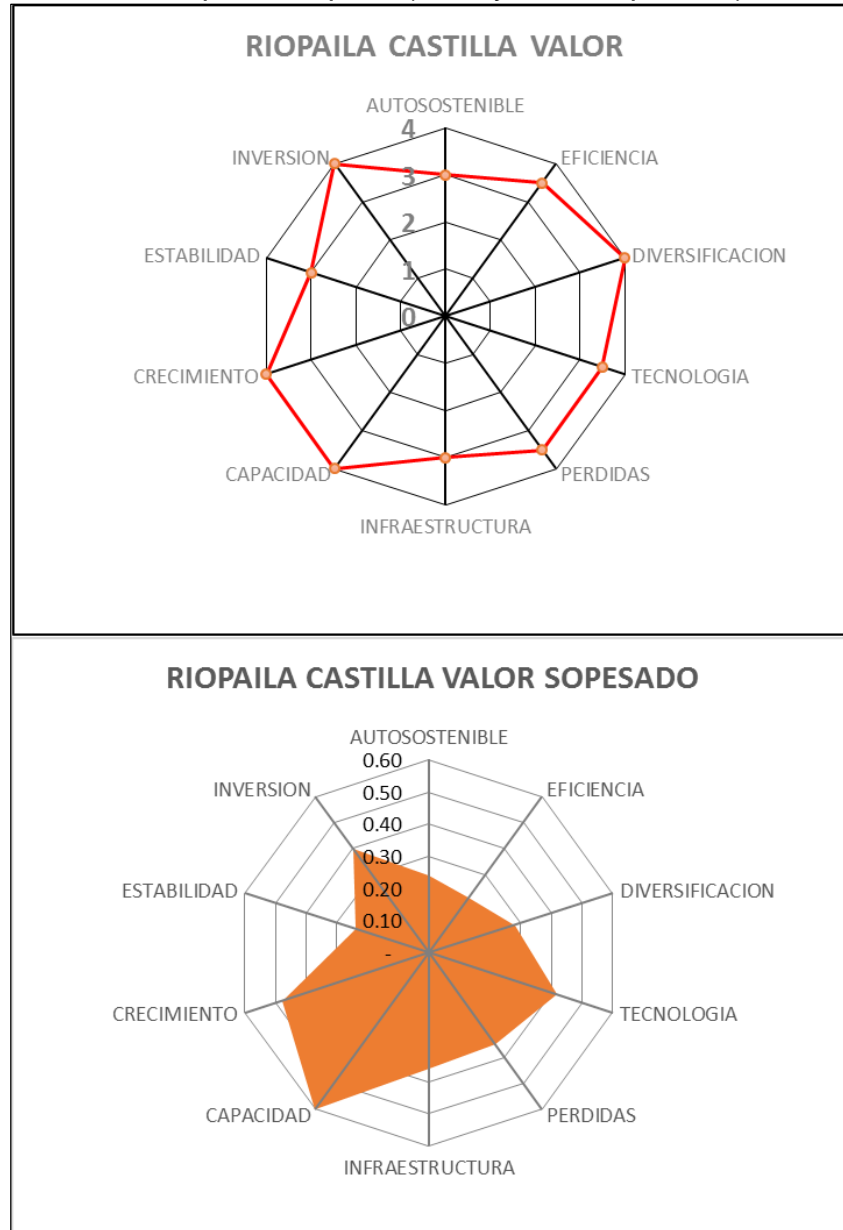 RIOPAILA CASTILLA VALOR
AUTOSOSTENIBLE
4
INVERSION
EFICIENCIA
3
2
ESTABILIDAD
DIVERSIFICACION
1
0
CRECIMIENTO
TECNOLOGIA
CAPACIDAD
PERDIDAS
INFRAESTRUCTURA
RIOPAILA CASTILLA VALOR SOPESADO
AUTOSOSTENIBLE
0.60
INVERSION
EFICIENCIA
0.50
0.40
0.30
0.20
ESTABILIDAD
DIVERSIFICACION
0.10
-
CRECIMIENTO
TECNOLOGIA
CAPACIDAD
PERDIDAS
INFRAESTRUCTURA